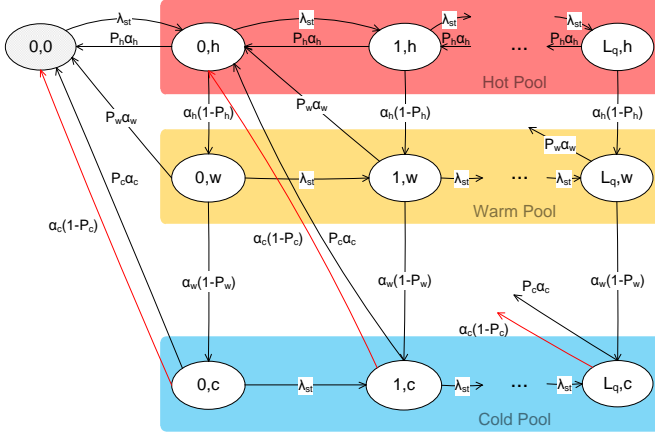 λst λst λst λst
0,0 0,h 1,h ... Lq,h
Phαh Phαh Phαh Phαh
Hot Pool
αh(1-Ph) αh(1-Ph) αh(1-Ph)
Pwαw Pwαw Pwαw
0,w λst 1,w λst ... λst Lq,w
Warm Pool
Pcαc αc(1-Pc) αc(1-Pc) Pcαc
αw(1-Pw) αw(1-Pw) αw(1-Pw)
Pcαc
αc(1-Pc)
0,c λst 1,c λst ... λst Lq,c
Cold Pool